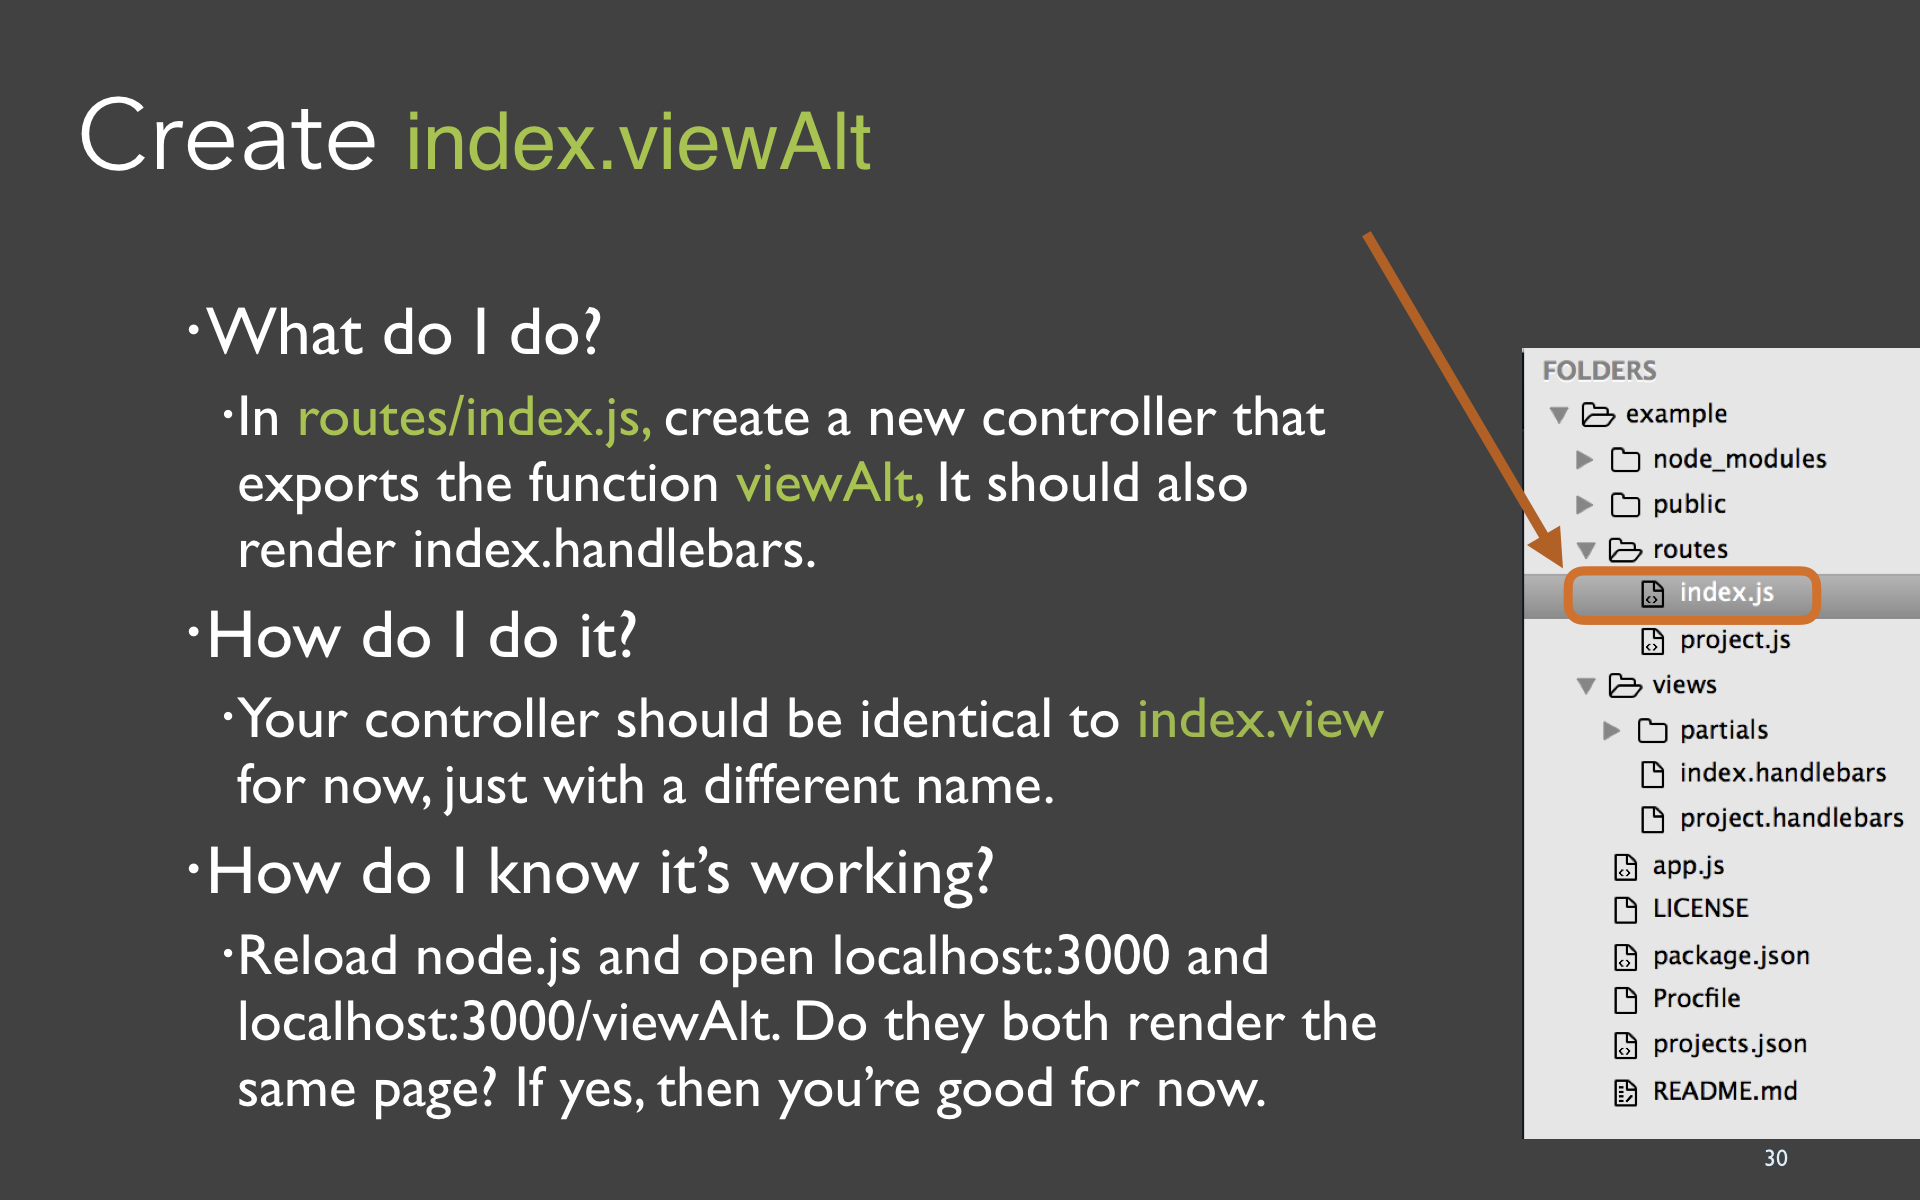 Create index.viewAlt
·What do I do?
·In routes/index.js, create a new controller that
exports the function viewAlt, It should also
render index.handlebars.
·How do I do it?
·Your controller should be identical to index.view
for now, just with a different name.
·How do I know it’s working?
·Reload node.js and open localhost:3000 and
localhost:3000/viewAlt. Do they both render the
same page? If yes, then you’re good for now.
FOLDERS
example
node_modules
public
routes
index.js
project.js
views
partials
index.handlebars
project.handlebars
app.js
LICENSE
package.json
Procfile
projects.json
README.md
30